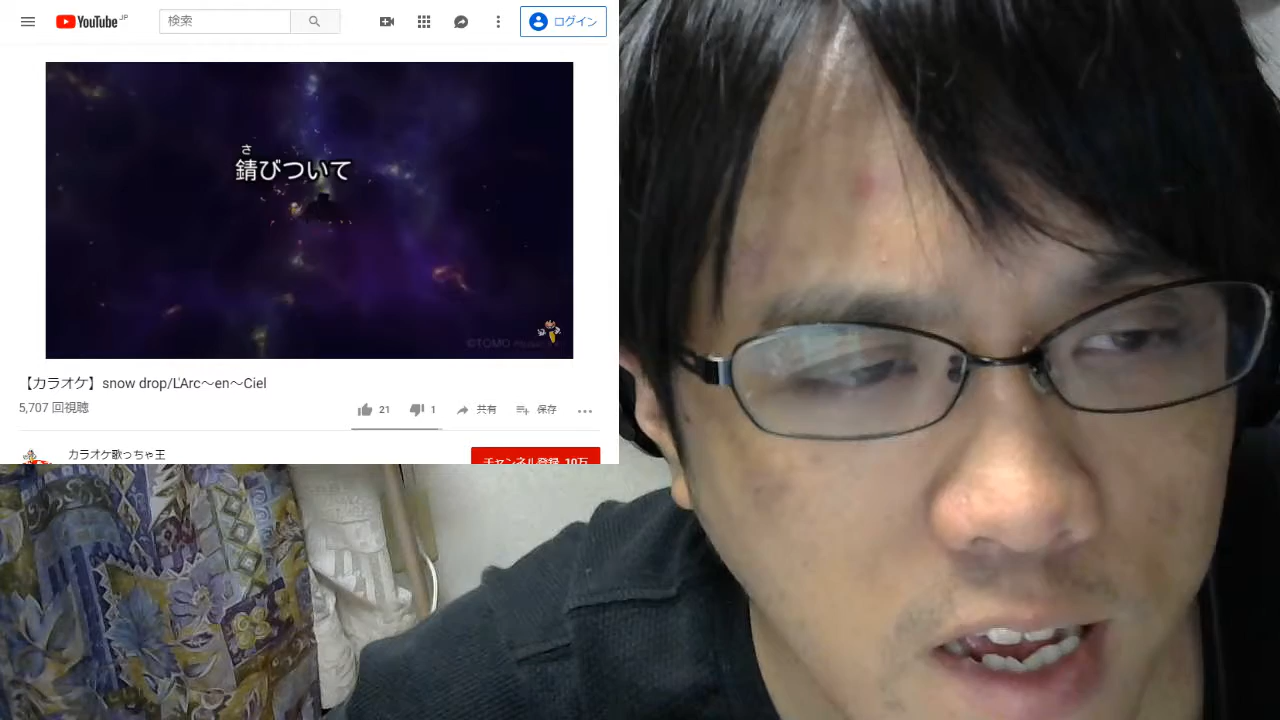 YouTube JP
検索
ログイン
さ
錆びついて
©TOMO
【カラオケ】snow drop/L'Arc〜en〜Ciel
5,707 回視聴
21
1
共有
保存
カラオケ歌っちゃ王
チャンネル登録 10万